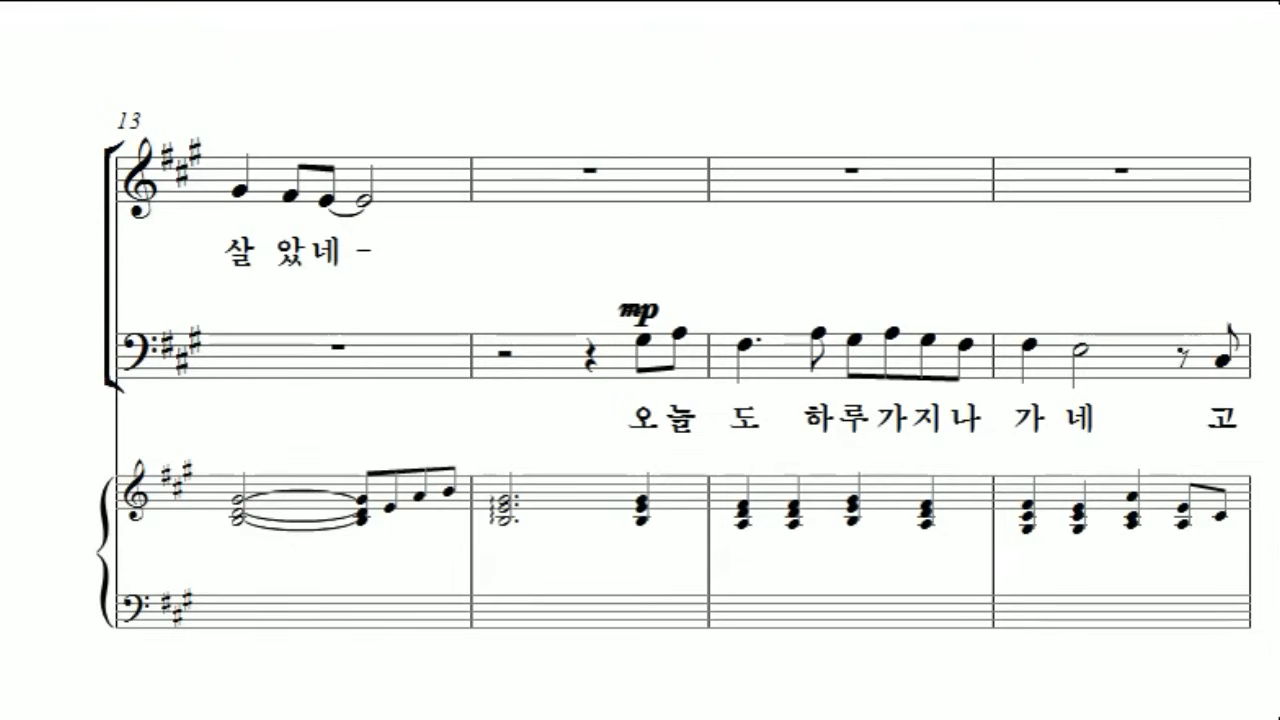 13
살 았 네 -
mp
오 늘 도 하 루 가 지 나 가 네 고